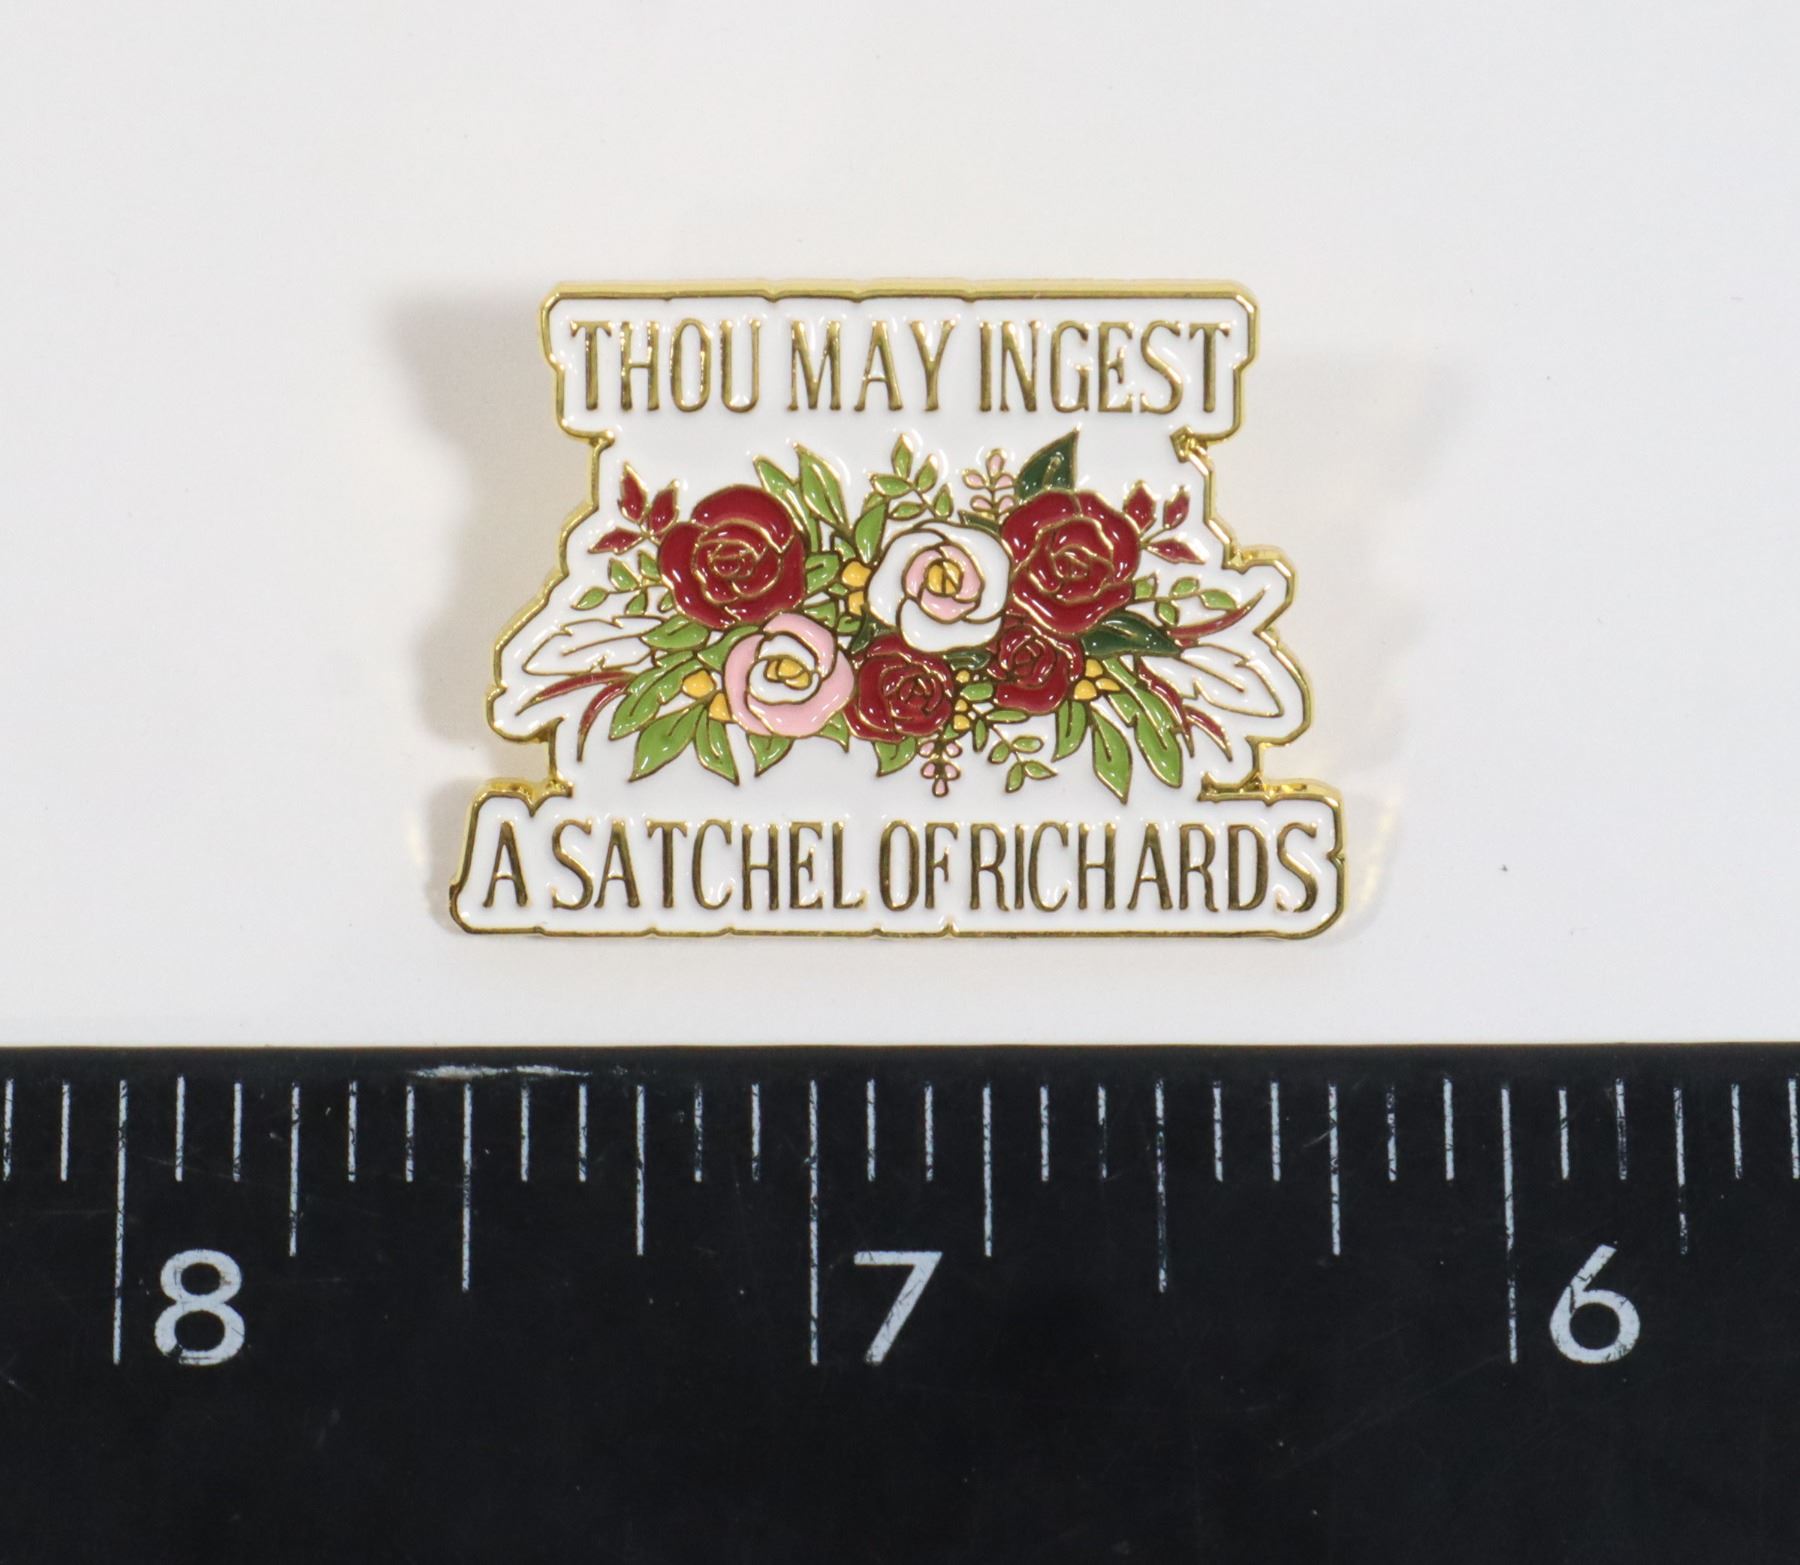 THOU MAY INGEST
A SATCHEL OF RICHARDS
8 7 6